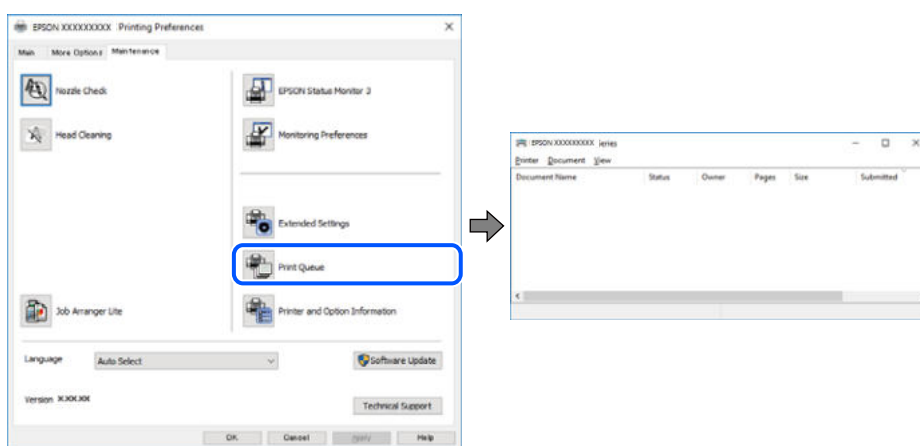 EPSON XXXXXXXXX Printing Preferences
Main More Options Maintenance
Nozzle Check
EPSON Status Monitor 3
Head Cleaning
Monitoring Preferences
Extended Settings
Print Queue
Job Arranger Lite
Printer and Option Information
Language Auto Select Software Update
Version X.XX.XX
Technical Support
OK Cancel Apply Help
EPSON XXXXXXXXX Series
Printer Document View
Document Name Status Owner Pages Size Submitted